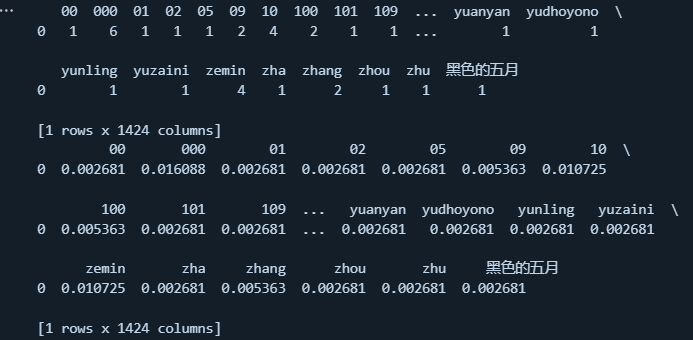 ...
00 000 01 02 05 09 10 100 101 109 ... yuanyan yudhoyono \
0 1 6 1 1 1 2 4 2 1 1 ... 1 1
yunling yuzaini zemin zha zhang zhou zhu 黑色的五月
0 1 1 4 1 2 1 1 1
[1 rows x 1424 columns]
00 000 01 02 05 09 10 \
0 0.002681 0.016088 0.002681 0.002681 0.002681 0.005363 0.010725
100 101 109 ... yuanyan yudhoyono yunling yuzaini \
0 0.005363 0.002681 0.002681 ... 0.002681 0.002681 0.002681 0.002681
zemin zha zhang zhou zhu 黑色的五月
0 0.010725 0.002681 0.005363 0.002681 0.002681 0.002681
[1 rows x 1424 columns]